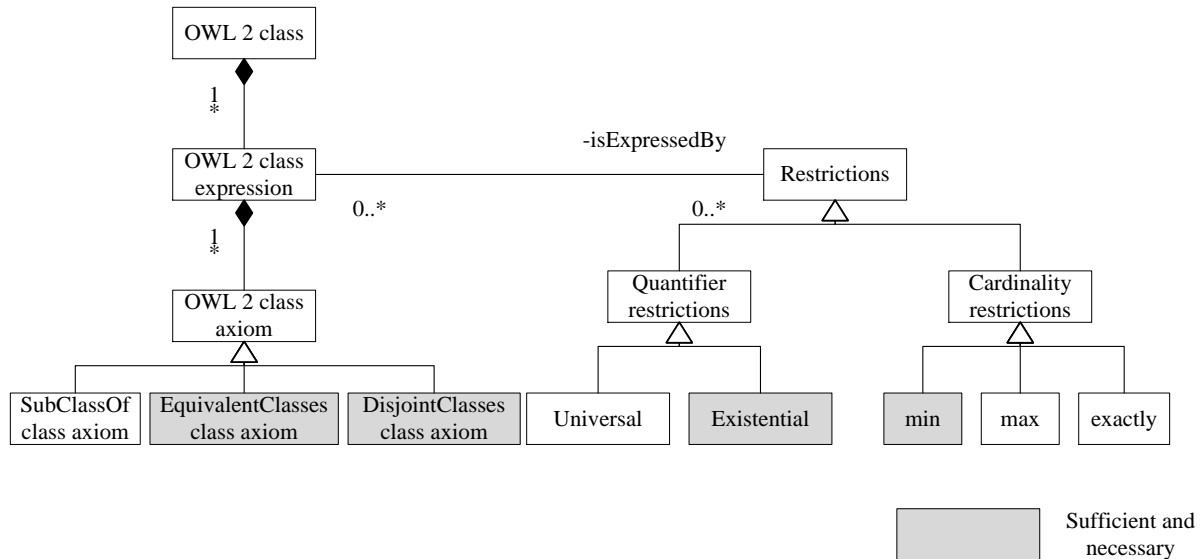 OWL 2 class
1
*
-isExpressedBy
OWL 2 class
expression
Restrictions
0..*
0..*
1
*
Quantifier
restrictions
Cardinality
restrictions
OWL 2 class
axiom
SubClassOf
class axiom
EquivalentClasses
class axiom
DisjointClasses
class axiom
Universal
Existential
min
max
exactly
Sufficient and
necessary